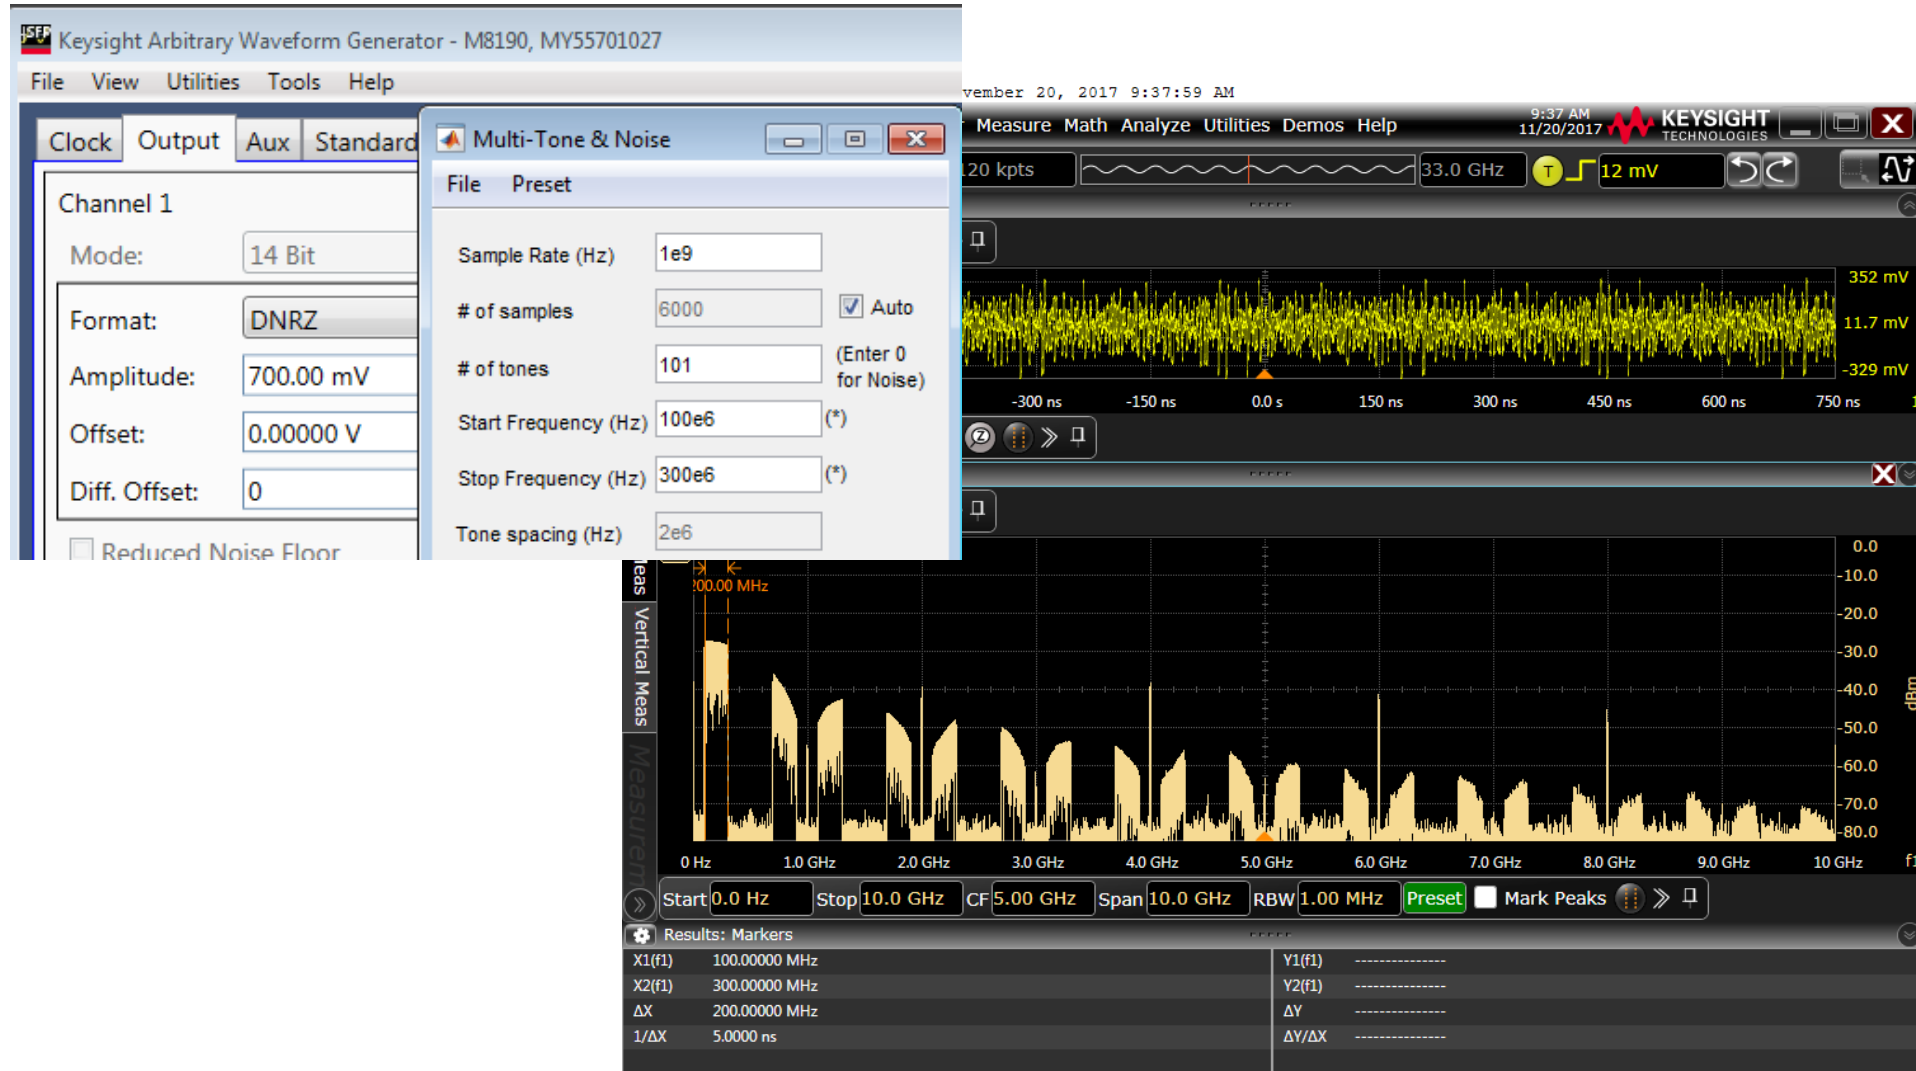 Keysight Arbitrary Waveform Generator - M8190, MY55701027
File View Utilities Tools Help
Clock Output Aux Standard
Channel 1
Mode: 14 Bit
Format: DNRZ
Amplitude: 700.00 mV
Offset: 0.00000 V
Diff. Offset: 0
Reduced Noise Floor
Multi-Tone & Noise
File Preset
Sample Rate (Hz) 1e9
# of samples 6000 Auto
# of tones 101 (Enter 0
for Noise)
Start Frequency (Hz) 100e6 (*)
Stop Frequency (Hz) 300e6 (*)
Tone spacing (Hz) 2e6
vember 20, 2017 9:37:59 AM
Measure Math Analyze Utilities Demos Help
9:37 AM
11/20/2017
KEYSIGHT
TECHNOLOGIES
120 kpts 33.0 GHz T 12 mV
352 mV
11.7 mV
-329 mV
-300 ns -150 ns 0.0 s 150 ns 300 ns 450 ns 600 ns 750 ns
Z
0.0
-10.0
-20.0
-30.0
-40.0
-50.0
-60.0
-70.0
-80.0
dBm
200.00 MHz
Meas
Vertical Meas
Measurem
0 Hz 1.0 GHz 2.0 GHz 3.0 GHz 4.0 GHz 5.0 GHz 6.0 GHz 7.0 GHz 8.0 GHz 9.0 GHz 10 GHz f1
Start 0.0 Hz Stop 10.0 GHz CF 5.00 GHz Span 10.0 GHz RBW 1.00 MHz Preset Mark Peaks
Results: Markers
X1(f1) 100.00000 MHz Y1(f1) ---------------
X2(f1) 300.00000 MHz Y2(f1) ---------------
ΔX 200.00000 MHz ΔY ---------------
1/ΔX 5.0000 ns ΔY/ΔX ---------------